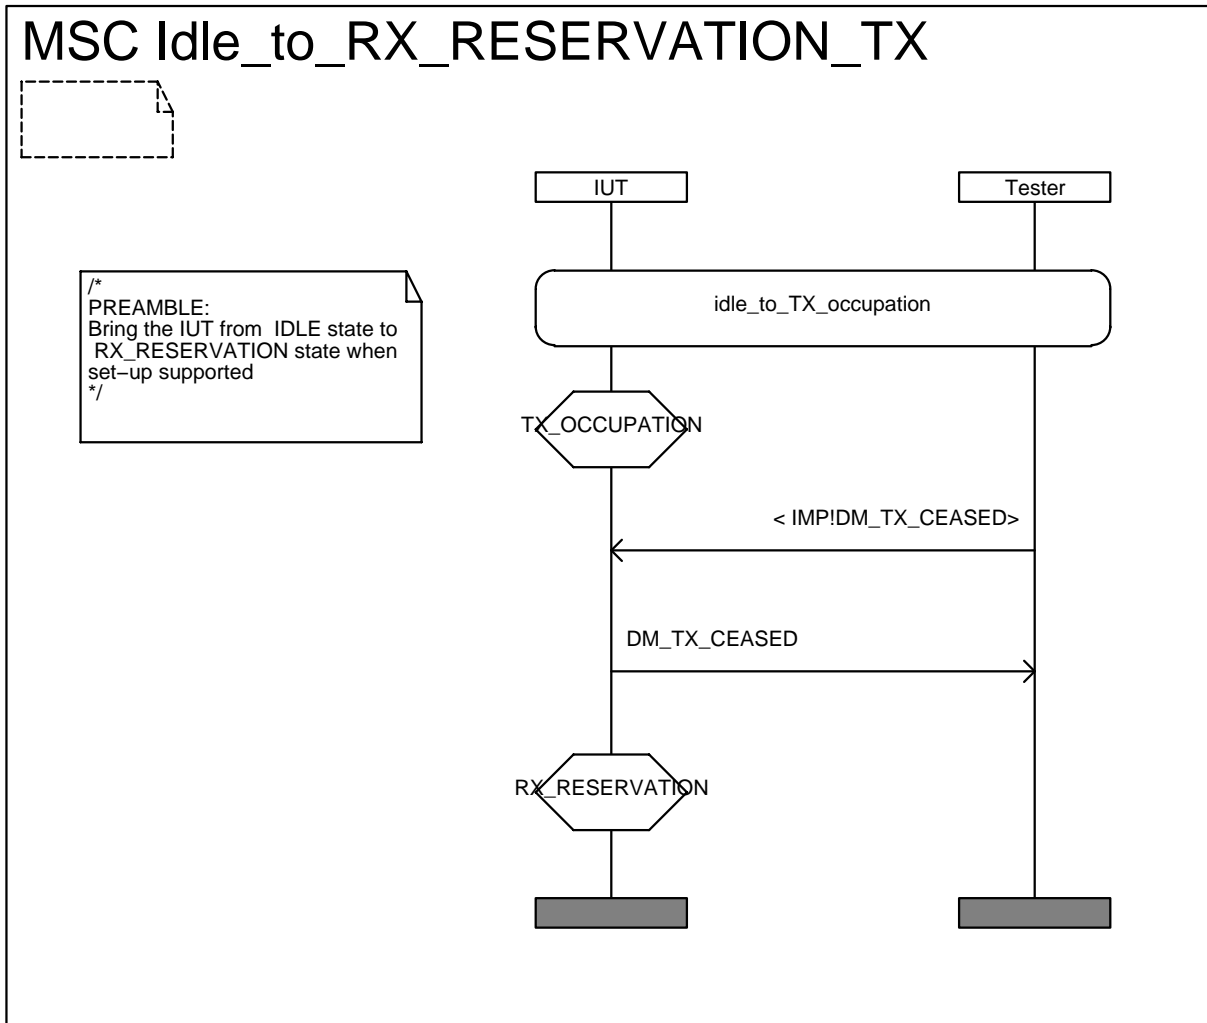 MSC Idle_to_RX_RESERVATION_TX
IUT
Tester
/*
PREAMBLE:
Bring the IUT from  IDLE state to
RX_RESERVATION state when
set−up supported
*/
idle_to_TX_occupation
TX_OCCUPATION
< IMP!DM_TX_CEASED>
DM_TX_CEASED
RX_RESERVATION